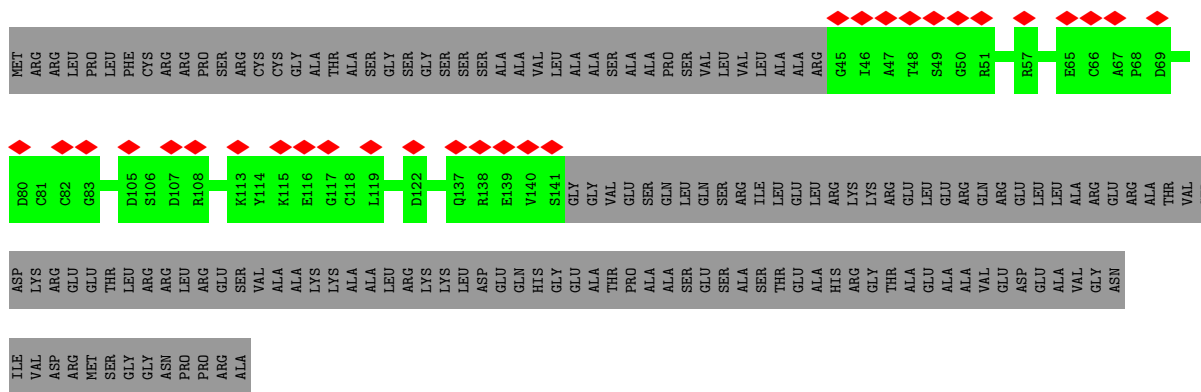 MET ARG ARG LEU PRO LEU PHE CYS ARG ARG PRO SER ARG CYS CYS GLY ALA THR ALA SER GLY SER GLY SER SER SER ALA ALA VAL LEU ALA ALA SER ALA ALA PRO SER VAL LEU VAL LEU ALA ALA ARG G45 I46 A47 T48 S49 G50 R51 R57 E65 C66 A67 P68 D69
D80 C81 C82 G83 D105 S106 D107 R108 K113 Y114 K115 E116 G117 C118 L119 D122 Q137 R138 E139 V140 S141 GLY GLY VAL GLU SER GLN LEU GLN SER ARG ILE LEU GLU LEU ARG LYS LYS ARG GLU LEU GLU ARG GLN ARG GLU LEU LEU ALA ARG GLU ARG ALA THR VAL
ASP LYS ARG GLU GLU THR LEU ARG ARG LEU ARG GLU SER VAL ALA ALA LYS LYS ALA ALA LEU ARG LYS LYS LEU ASP GLU GLN HIS GLY GLU ALA THR PRO ALA ALA SER GLU SER ALA SER THR GLU ALA HIS ARG GLY THR ALA GLU ALA ALA VAL GLU ASP GLU ALA VAL GLY ASN
ILE VAL ASP ARG MET SER GLY GLY ASN PRO PRO ARG ALA